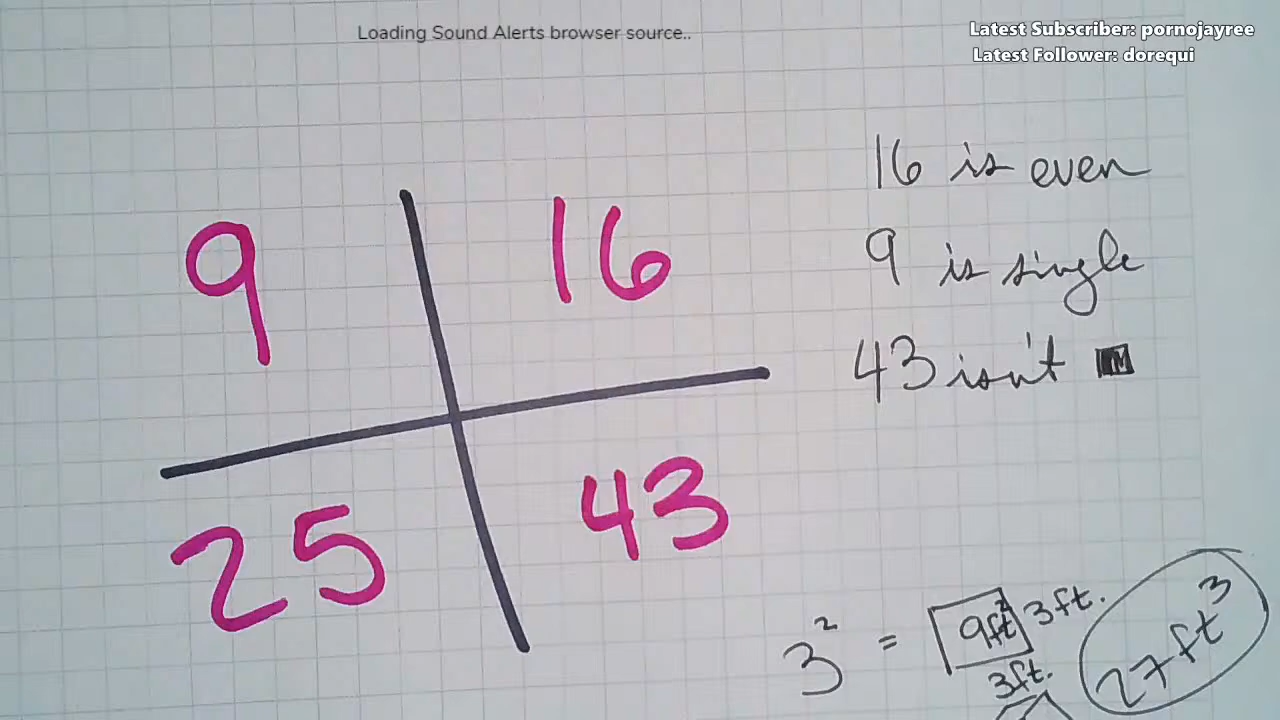 Loading Sound Alerts browser source..
Latest Subscriber: pornojayree
Latest Follower: dorequi
9 16
25 43
16 is even
9 is single
43 isn't
3² = 9ft² 3ft.
3ft.
27ft³